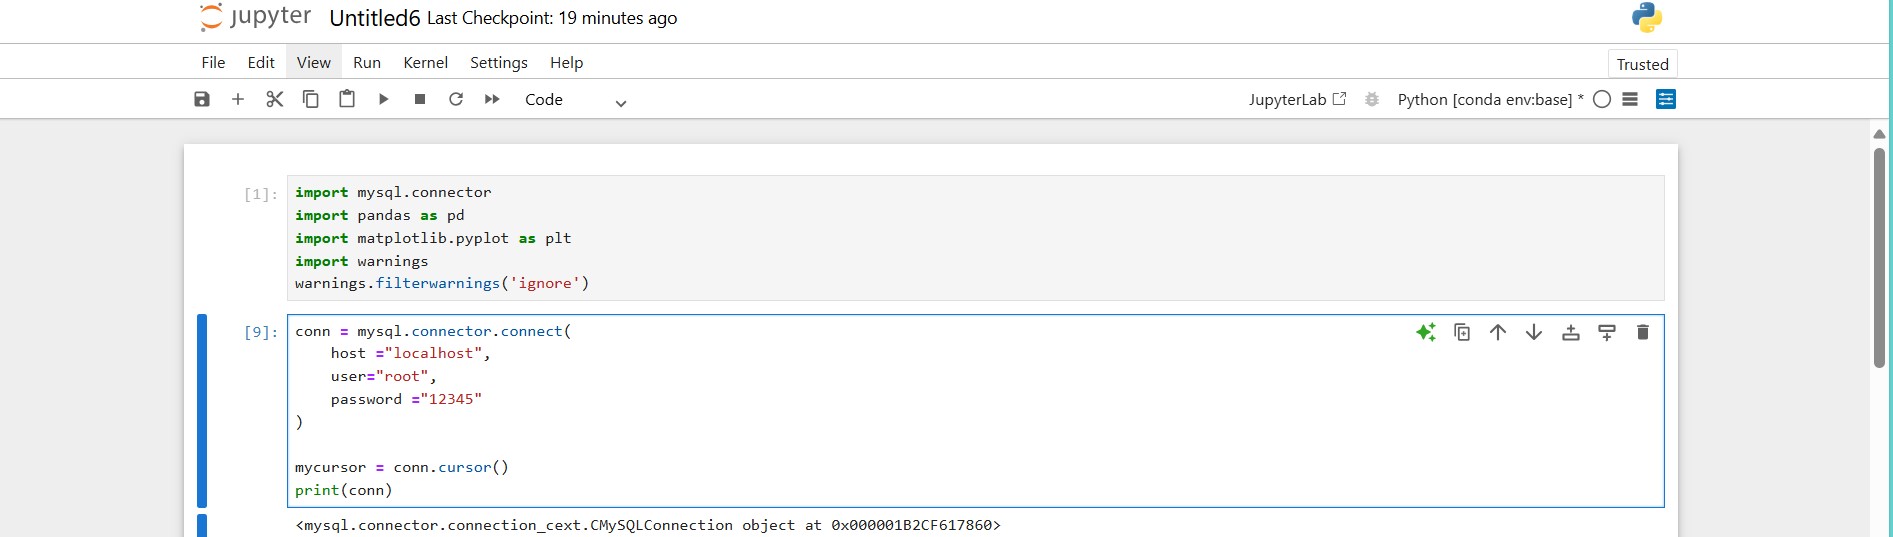 jupyter Untitled6 Last Checkpoint: 19 minutes ago
File Edit View Run Kernel Settings Help Trusted
Code JupyterLab Python [conda env:base] *
[1]: import mysql.connector
import pandas as pd
import matplotlib.pyplot as plt
import warnings
warnings.filterwarnings('ignore')
[9]: conn = mysql.connector.connect(
    host ="localhost",
    user="root",
    password ="12345"
)
mycursor = conn.cursor()
print(conn)
<mysql.connector.connection_cext.CMySQLConnection object at 0x000001B2CF617860>